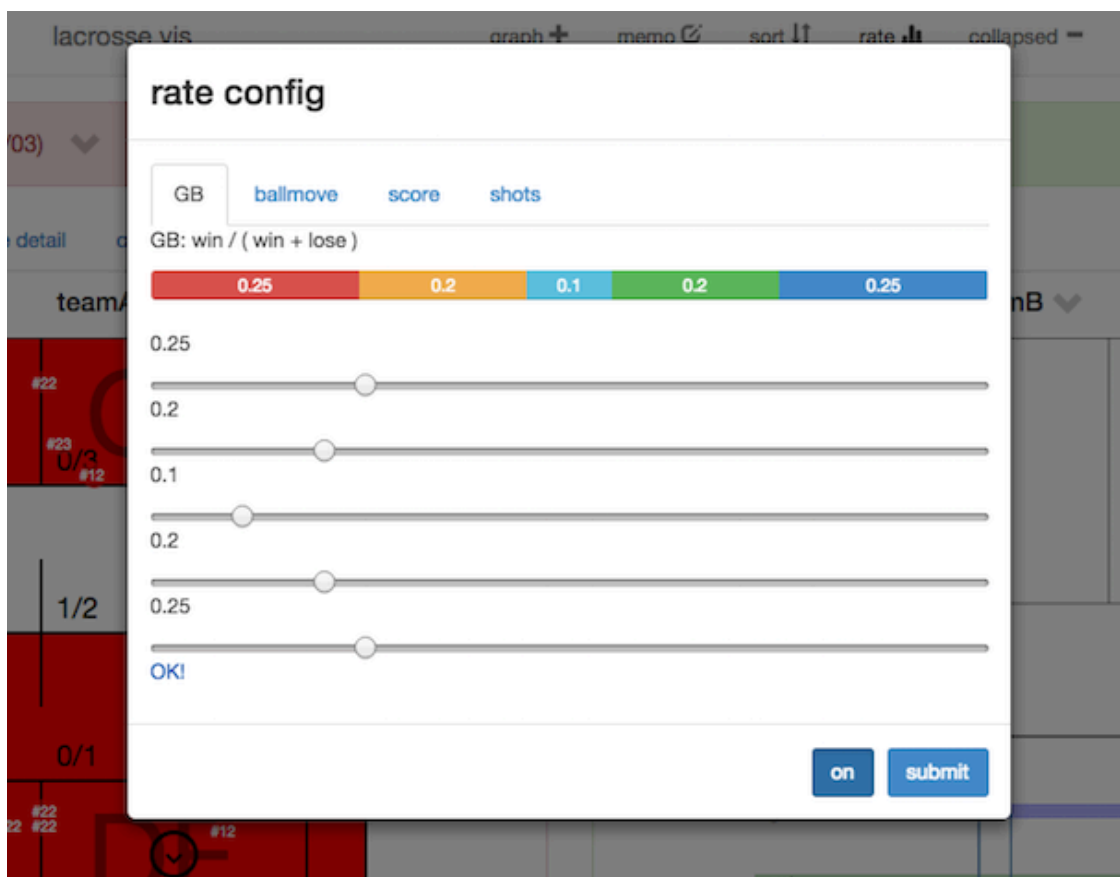 lacrosse vis graph memo sort rate collapsed
rate config
/03)
GB ballmove score shots
detail
GB: win / ( win + lose )
0.25 0.2 0.1 0.2 0.25
0.25
#22
0.2
#23
0/3
#12
0.1
0.2
1/2
0.25
OK!
0/1
on submit
#22
22 #22
#12